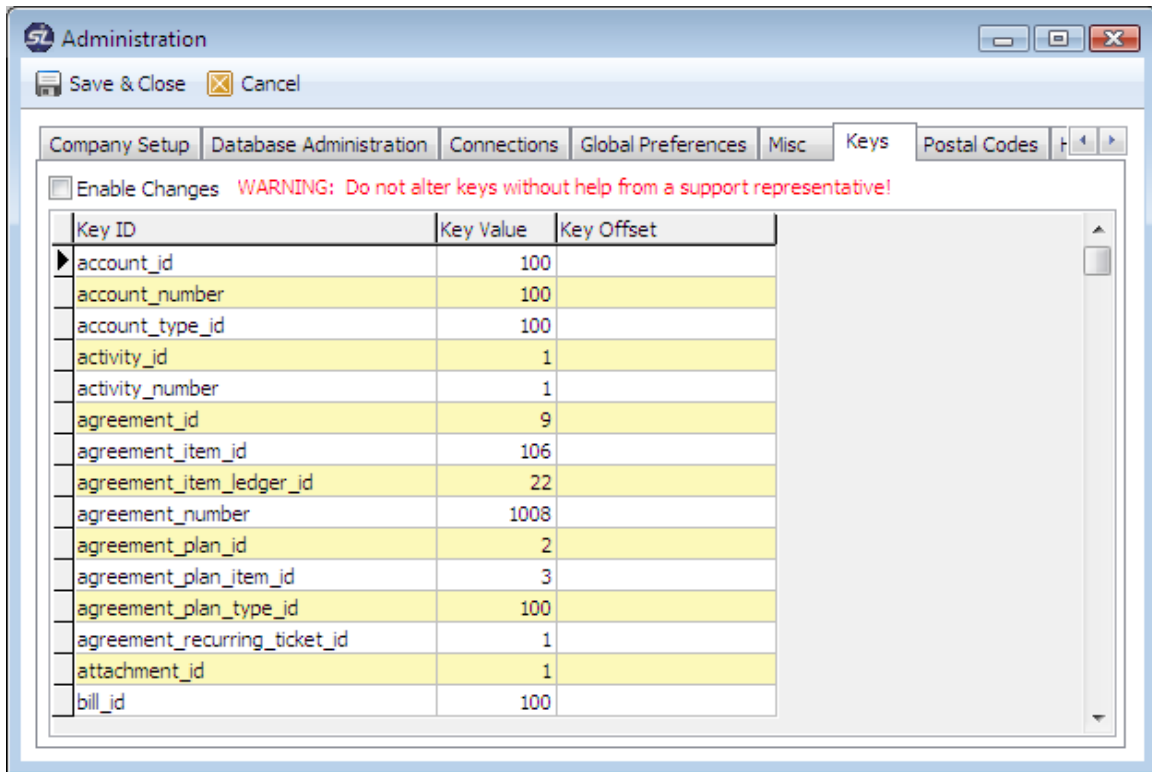 SL Administration
Save & Close Cancel
Company Setup Database Administration Connections Global Preferences Misc Keys Postal Codes
Enable Changes WARNING: Do not alter keys without help from a support representative!
Key ID Key Value Key Offset
account_id 100
account_number 100
account_type_id 100
activity_id 1
activity_number 1
agreement_id 9
agreement_item_id 106
agreement_item_ledger_id 22
agreement_number 1008
agreement_plan_id 2
agreement_plan_item_id 3
agreement_plan_type_id 100
agreement_recurring_ticket_id 1
attachment_id 1
bill_id 100